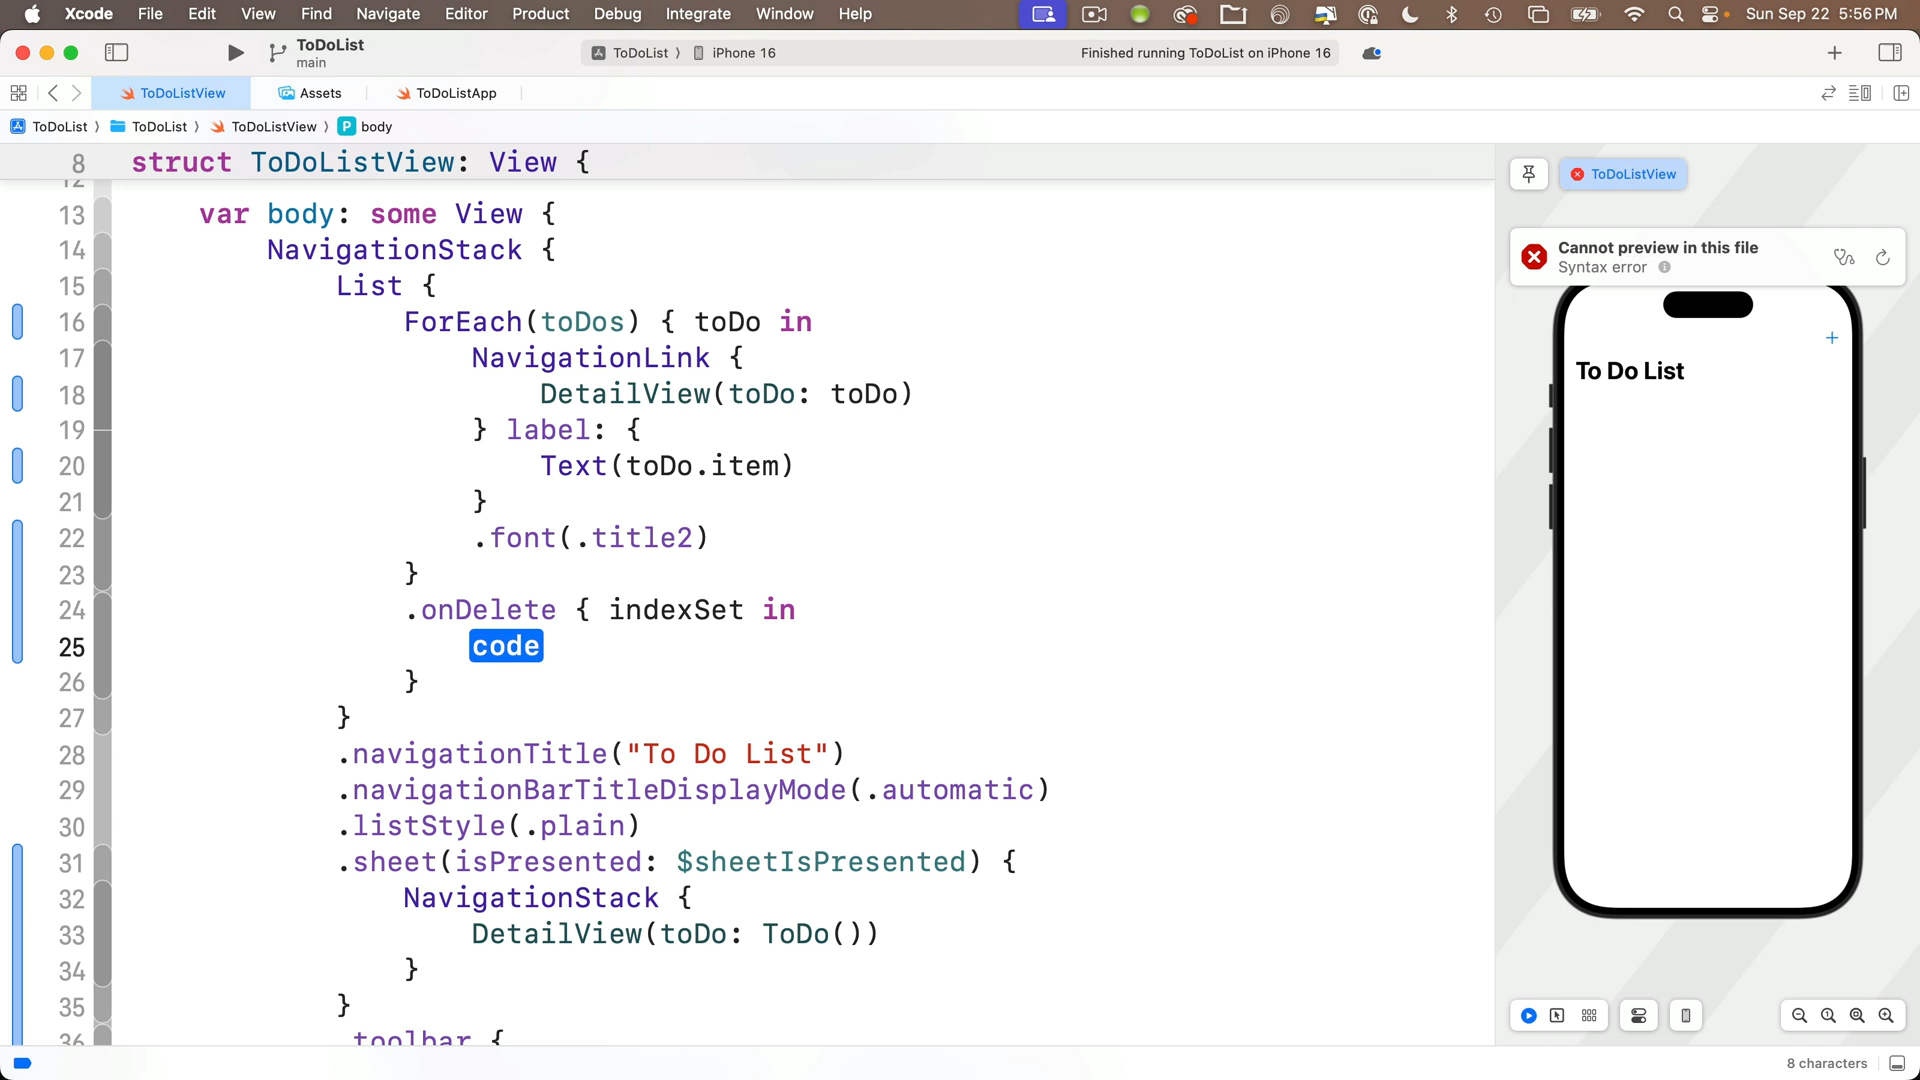 Xcode File Edit View Find Navigate Editor Product Debug Integrate Window Help Sun Sep 22 5:56 PM
ToDoList
main
ToDoList 〉 iPhone 16 Finished running ToDoList on iPhone 16
ToDoListView Assets ToDoListApp
ToDoList 〉 ToDoList 〉 ToDoListView 〉 P body
8 struct ToDoListView: View {
12
13 var body: some View {
14 NavigationStack {
15 List {
16 ForEach(toDos) { toDo in
17 NavigationLink {
18 DetailView(toDo: toDo)
19 } label: {
20 Text(toDo.item)
21 }
22 .font(.title2)
23 }
24 .onDelete { indexSet in
25 code
26 }
27 }
28 .navigationTitle("To Do List")
29 .navigationBarTitleDisplayMode(.automatic)
30 .listStyle(.plain)
31 .sheet(isPresented: $sheetIsPresented) {
32 NavigationStack {
33 DetailView(toDo: ToDo())
34 }
35 }
36 .toolbar {
ToDoListView
Cannot preview in this file
Syntax error
+
To Do List
8 characters